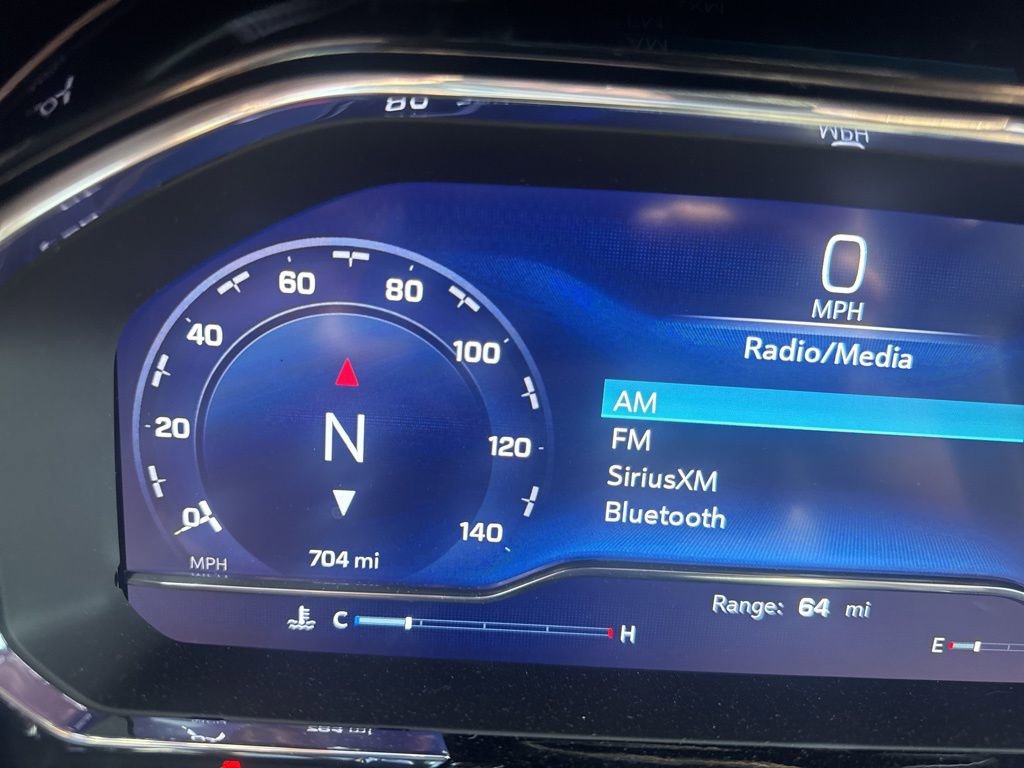 0
MPH
Radio/Media
AM
FM
SiriusXM
Bluetooth
60
80
40
100
20
120
0
140
N
MPH
704 mi
C
H
Range: 64 mi
E